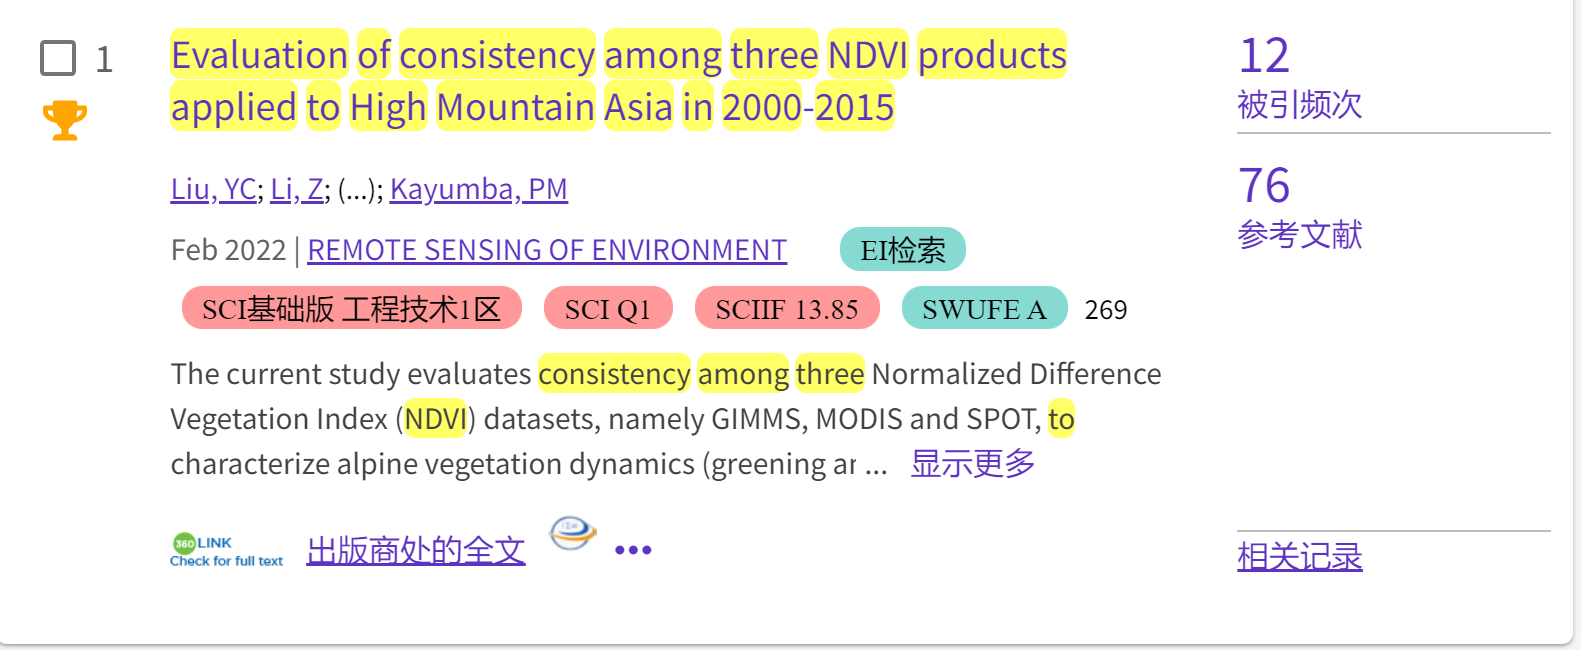 1
Evaluation of consistency among three NDVI products
applied to High Mountain Asia in 2000-2015
Liu, YC; Li, Z; (...); Kayumba, PM
Feb 2022 | REMOTE SENSING OF ENVIRONMENT EI检索
SCI基础版 工程技术1区 SCI Q1 SCIIF 13.85 SWUFE A 269
The current study evaluates consistency among three Normalized Difference
Vegetation Index (NDVI) datasets, namely GIMMS, MODIS and SPOT, to
characterize alpine vegetation dynamics (greening ar ... 显示更多
360 LINK
Check for full text
出版商处的全文
•••
12
被引频次
76
参考文献
相关记录